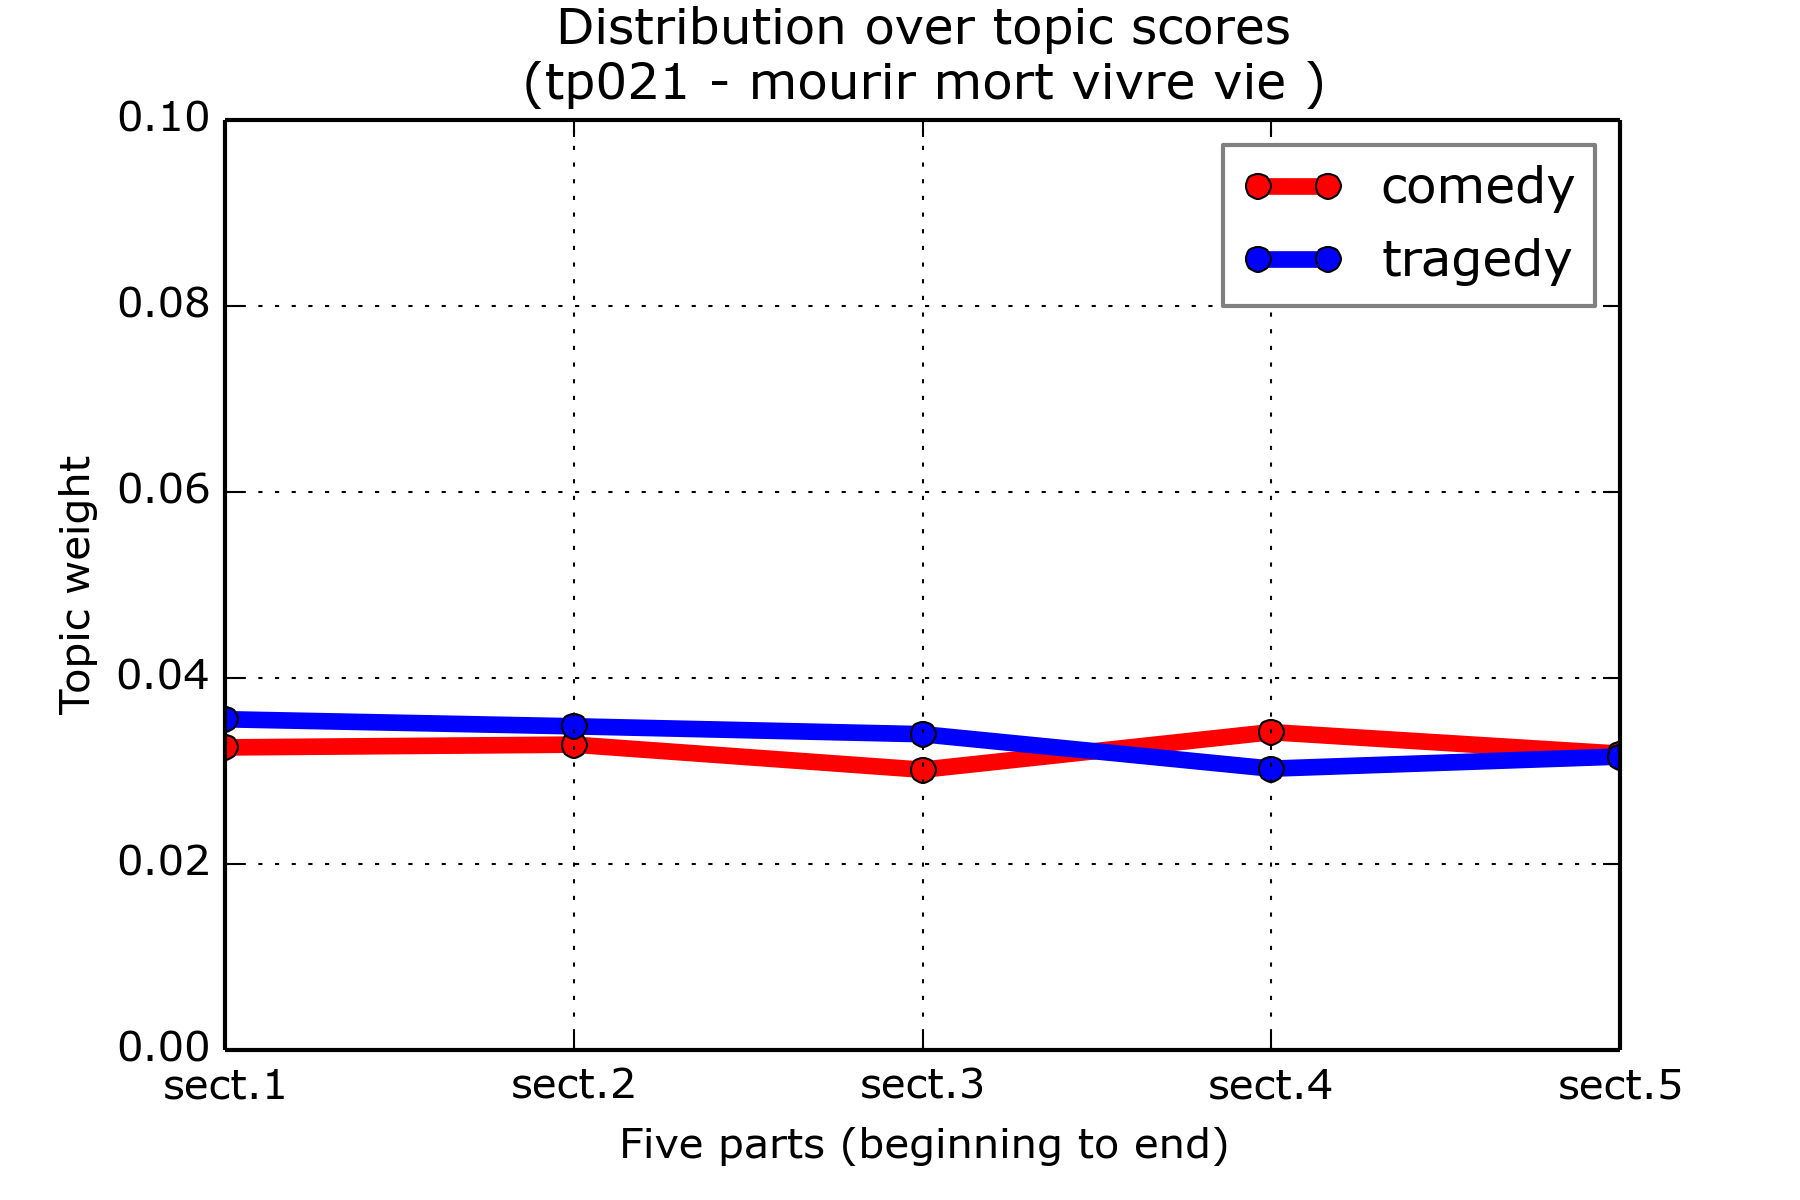 Distribution over topic scores
(tp021 - mourir mort vivre vie )
0.10
0.08
0.06
0.04
0.02
0.00
Topic weight
comedy
tragedy
sect.1 sect.2 sect.3 sect.4 sect.5
Five parts (beginning to end)